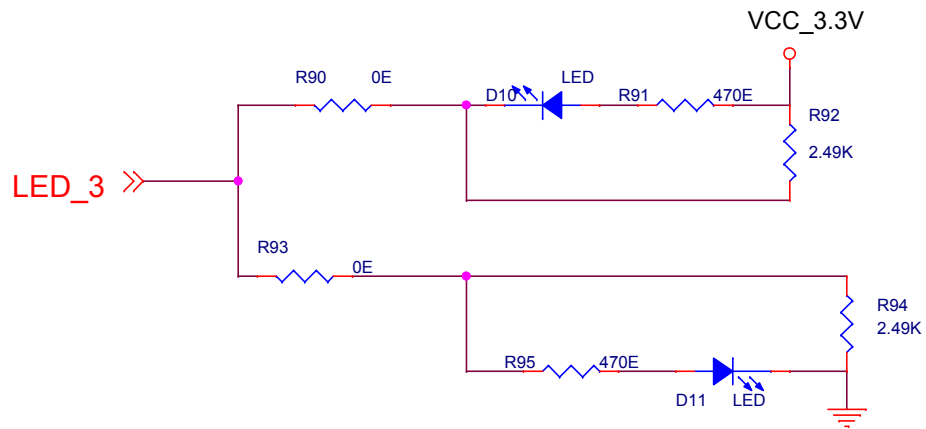 VCC_3.3V
R90 0E D10 LED R91 470E
R92
2.49K
LED_3
R93 0E
R94
2.49K
R95 470E
D11 LED